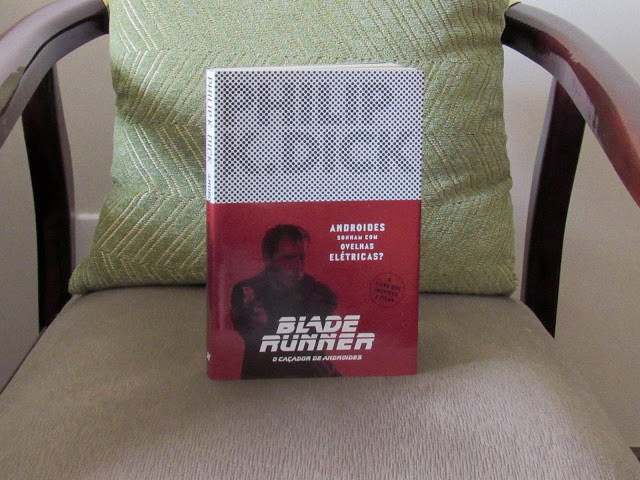 PHILIP
K. DICK
ANDROIDES
SONHAM COM
OVELHAS
ELÉTRICAS?
BLADE
RUNNER
O CAÇADOR DE ANDROIDES